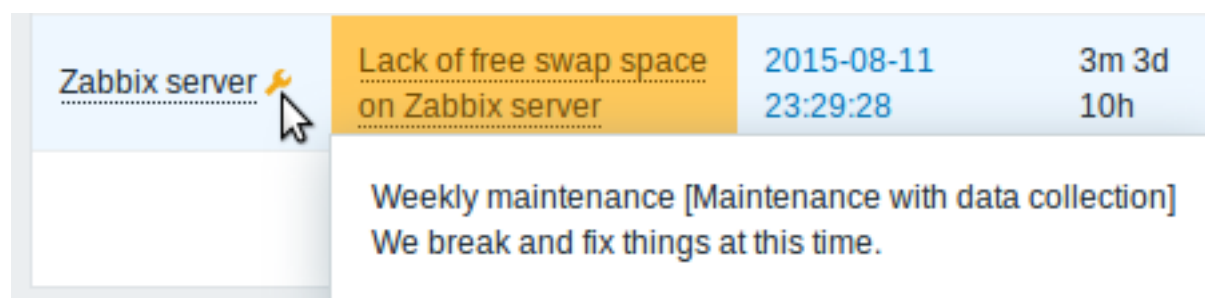 Zabbix server
Lack of free swap space
on Zabbix server
2015-08-11
23:29:28
3m 3d
10h
Weekly maintenance [Maintenance with data collection]
We break and fix things at this time.